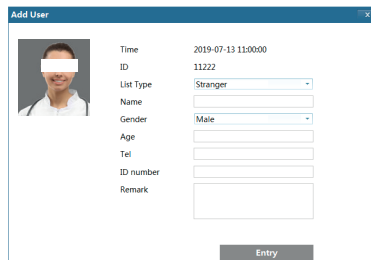 Add User
x
Time 2019-07-13 11:00:00
ID 11222
List Type Stranger
Name
Gender Male
Age
Tel
ID number
Remark
Entry